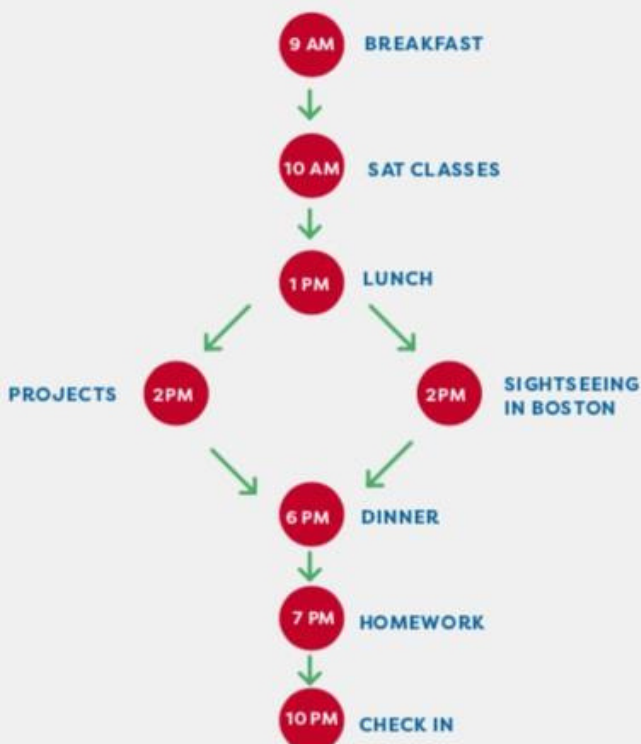 9 AM BREAKFAST
10 AM SAT CLASSES
1 PM LUNCH
PROJECTS 2PM
2PM SIGHTSEEING
IN BOSTON
6 PM DINNER
7 PM HOMEWORK
10 PM CHECK IN